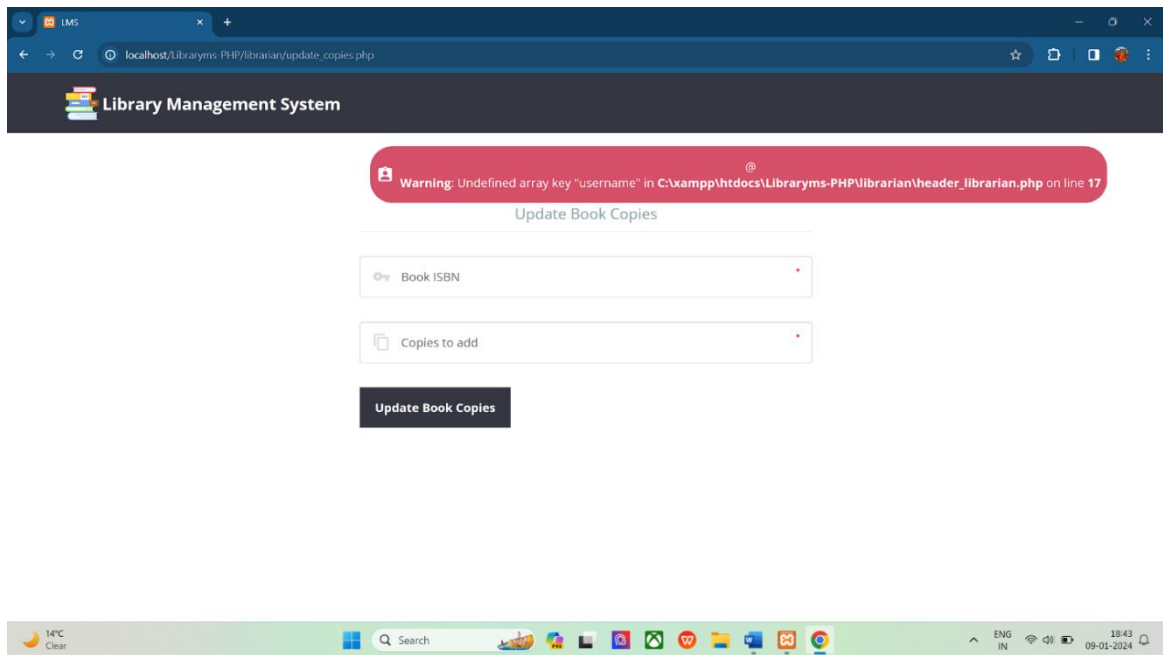 LMS
localhost/Libraryms-PHP/librarian/update_copies.php
Library Management System
@
Warning: Undefined array key "username" in C:\xampp\htdocs\Libraryms-PHP\librarian\header_librarian.php on line 17
Update Book Copies
Book ISBN *
Copies to add *
Update Book Copies
14°C
Clear
Search
ENG
IN
18:43
09-01-2024